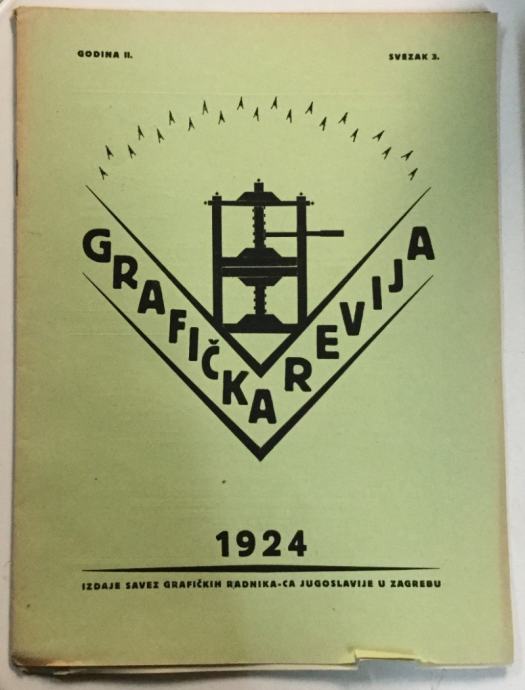 GODINA II. SVEZAK 3.
GRAFIČKA REVIJA
1924
IZDAJE SAVEZ GRAFIČKIH RADNIKA-CA JUGOSLAVIJE U ZAGREBU